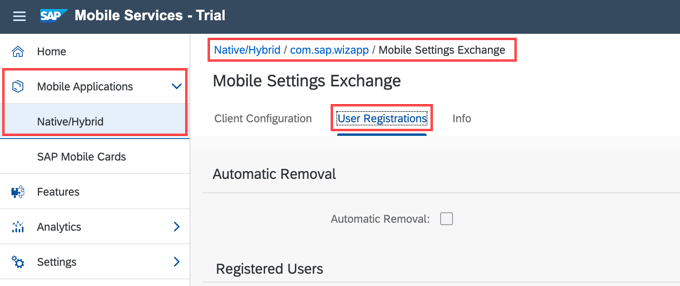 SAP Mobile Services - Trial
Home
Mobile Applications
Native/Hybrid
SAP Mobile Cards
Features
Analytics
Settings
Native/Hybrid / com.sap.wizapp / Mobile Settings Exchange
Mobile Settings Exchange
Client Configuration User Registrations Info
Automatic Removal
Automatic Removal:
Registered Users